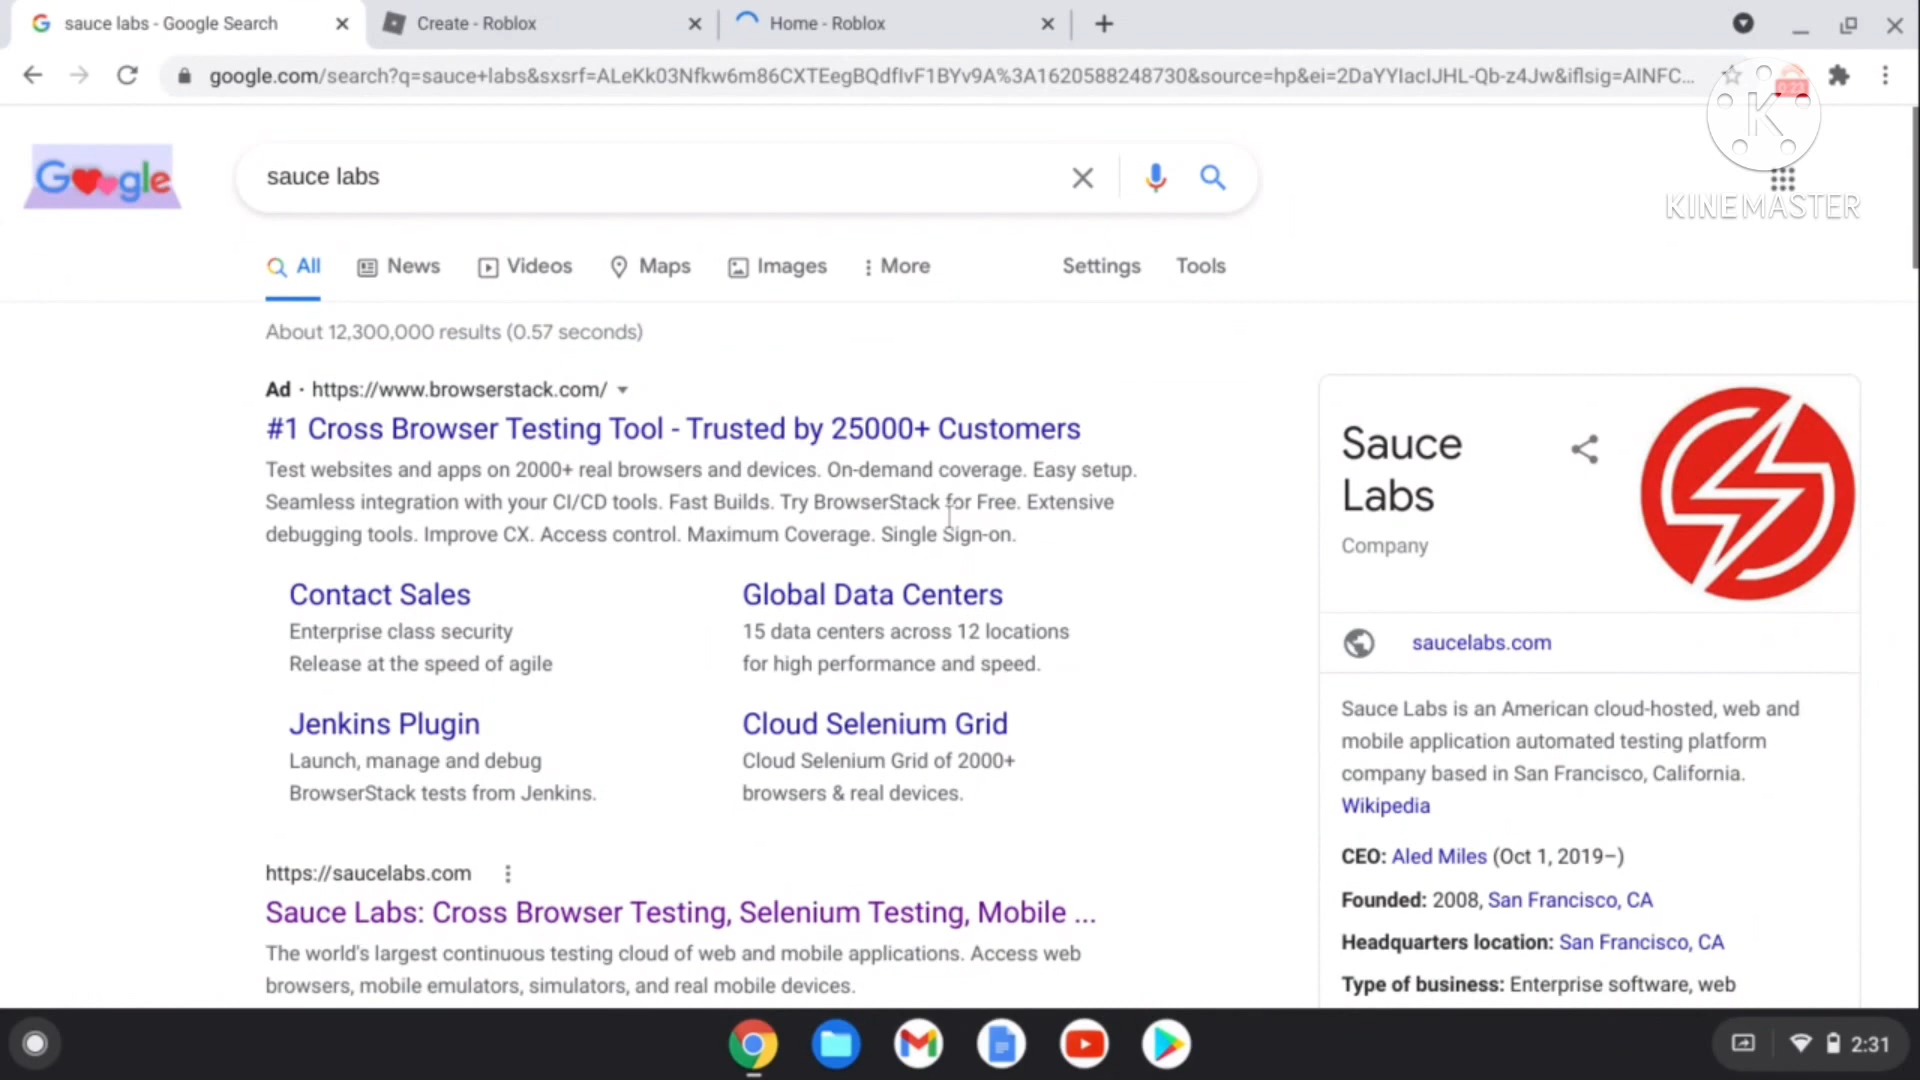 sauce labs - Google Search
Create - Roblox
Home - Roblox
google.com/search?q=sauce+labs&sxsrf=ALeKk03Nfkw6m86CXTEegBQdfIvF1BYv9A%3A1620588248730&source=hp&ei=2DaYYIacIJHL-Qb-z4Jw&iflsig=AINFC...
KINEMASTER
Google
sauce labs
All
News
Videos
Maps
Images
More
Settings
Tools
About 12,300,000 results (0.57 seconds)
Ad · https://www.browserstack.com/
#1 Cross Browser Testing Tool - Trusted by 25000+ Customers
Test websites and apps on 2000+ real browsers and devices. On-demand coverage. Easy setup.
Seamless integration with your CI/CD tools. Fast Builds. Try BrowserStack for Free. Extensive
debugging tools. Improve CX. Access control. Maximum Coverage. Single Sign-on.
Contact Sales
Enterprise class security
Release at the speed of agile
Global Data Centers
15 data centers across 12 locations
for high performance and speed.
Jenkins Plugin
Launch, manage and debug
BrowserStack tests from Jenkins.
Cloud Selenium Grid
Cloud Selenium Grid of 2000+
browsers & real devices.
https://saucelabs.com
Sauce Labs: Cross Browser Testing, Selenium Testing, Mobile ...
The world's largest continuous testing cloud of web and mobile applications. Access web
browsers, mobile emulators, simulators, and real mobile devices.
Sauce
Labs
Company
saucelabs.com
Sauce Labs is an American cloud-hosted, web and
mobile application automated testing platform
company based in San Francisco, California.
Wikipedia
CEO: Aled Miles (Oct 1, 2019–)
Founded: 2008, San Francisco, CA
Headquarters location: San Francisco, CA
Type of business: Enterprise software, web
2:31